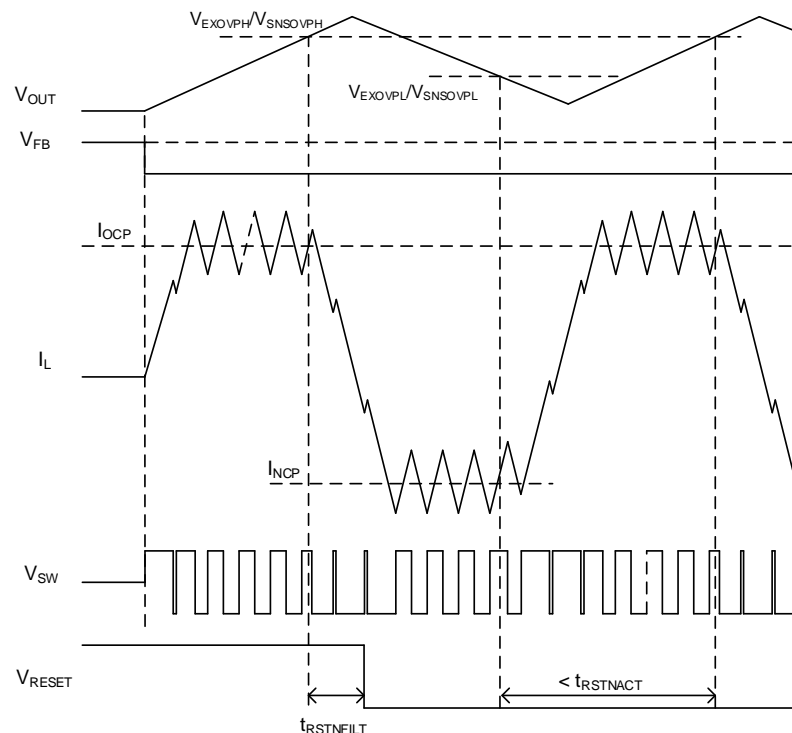 VEXOVPH/VSNSOVPH
VEXOVPL/VSNSOVPL
VOUT
VFB
IOCP
IL
INCP
VSW
VRESET
< tRSTNACT
tRSTNFILT